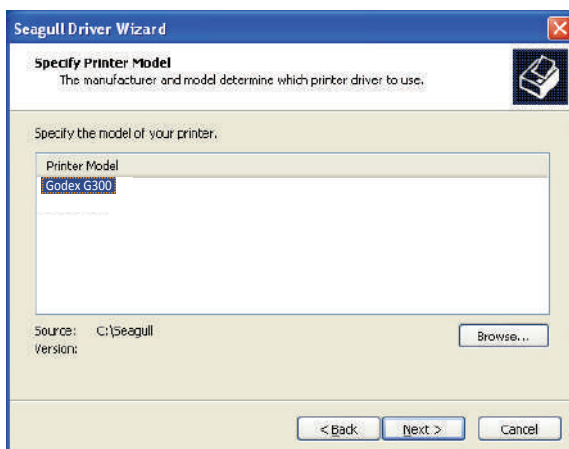 Seagull Driver Wizard
Specify Printer Model
The manufacturer and model determine which printer driver to use.
Specify the model of your printer.
Printer Model
Godex G300
Source: C:\Seagull
Browse...
Version:
< Back Next > Cancel